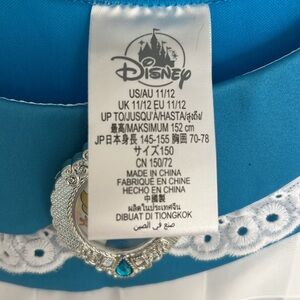 Disney
US/AU 11/12
UK 11/12 EU 11/12
UP TO/JUSQU'A/HASTA/สูงถึง/
最高/MAKSIMUM 152 cm
JP日本身長 145-155 胸囲 70-78
サイズ150
CN 150/72
MADE IN CHINA
FABRIQUÉ EN CHINE
HECHO EN CHINA
中國製
ผลิตในประเทศจีน
DIBUAT DI TIONGKOK
صنع في الصين